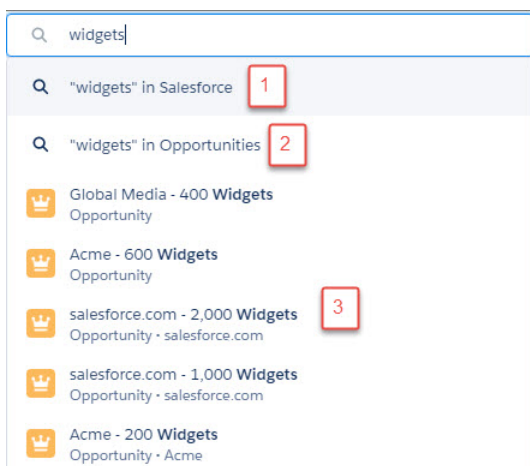 widgets
"widgets" in Salesforce 1
"widgets" in Opportunities 2
Global Media - 400 Widgets
Opportunity
Acme - 600 Widgets
Opportunity
salesforce.com - 2,000 Widgets 3
Opportunity • salesforce.com
salesforce.com - 1,000 Widgets
Opportunity • salesforce.com
Acme - 200 Widgets
Opportunity • Acme